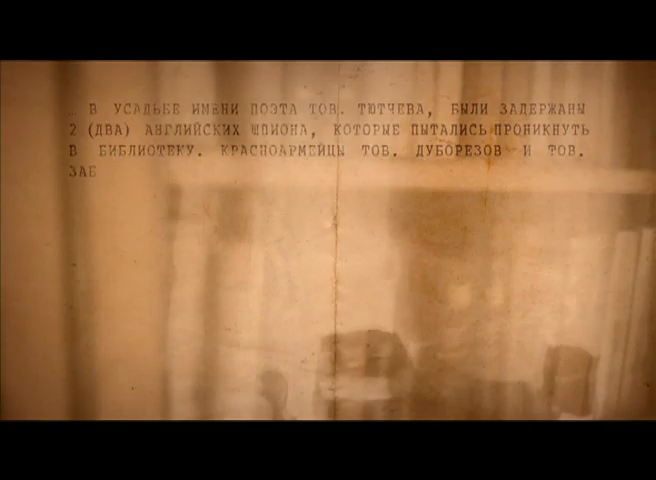 … В УСАДЬБЕ ИМЕНИ ПОЭТА ТОВ. ТЮТЧЕВА, БЫЛИ ЗАДЕРЖАНЫ
2 (ДВА) АНГЛИЙСКИХ ШПИОНА, КОТОРЫЕ ПЫТАЛИСЬ ПРОНИКНУТЬ
В БИБЛИОТЕКУ. КРАСНОАРМЕЙЦЫ ТОВ. ДУБОРЕЗОВ И ТОВ.
ЗАБ